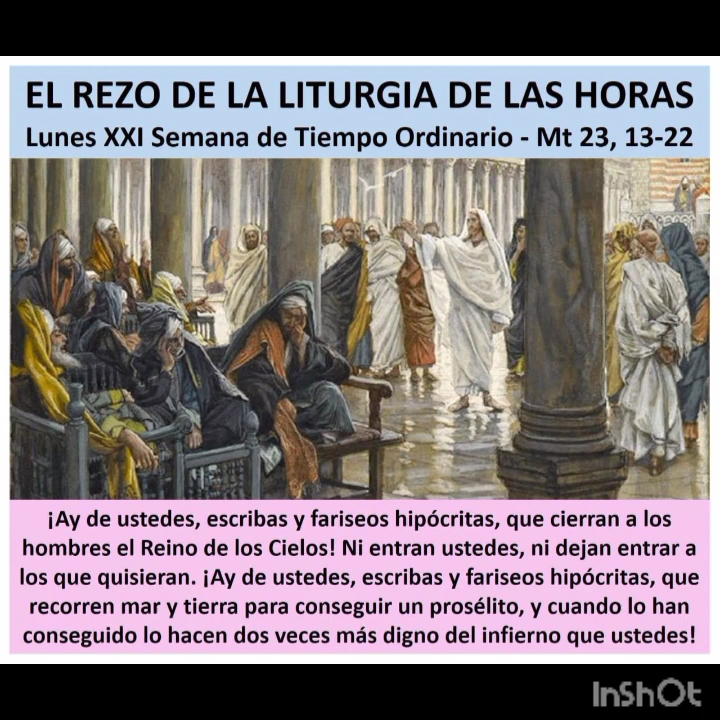 EL REZO DE LA LITURGIA DE LAS HORAS
Lunes XXI Semana de Tiempo Ordinario - Mt 23, 13-22
¡Ay de ustedes, escribas y fariseos hipócritas, que cierran a los
hombres el Reino de los Cielos! Ni entran ustedes, ni dejan entrar a
los que quisieran. ¡Ay de ustedes, escribas y fariseos hipócritas, que
recorren mar y tierra para conseguir un prosélito, y cuando lo han
conseguido lo hacen dos veces más digno del infierno que ustedes!
InShOt